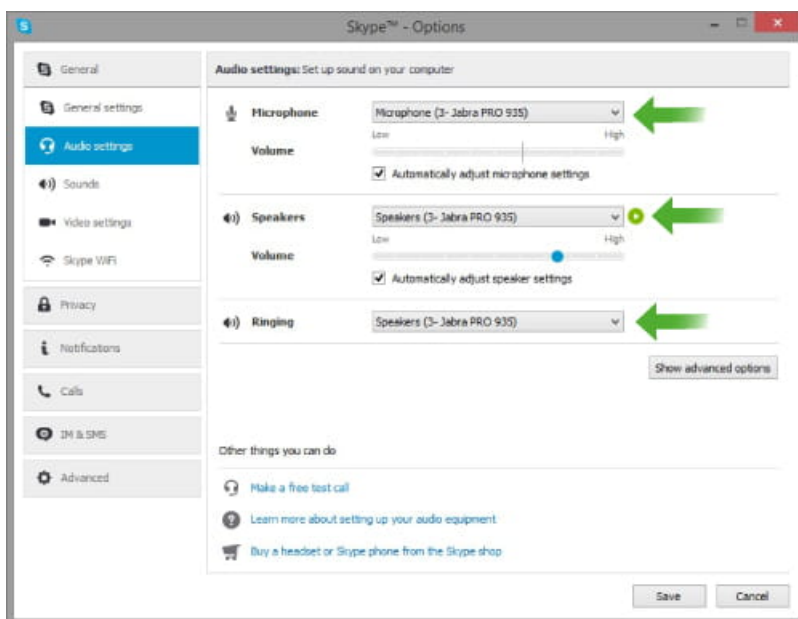 Skype™ - Options
General
General settings
Audio settings
Sounds
Video settings
Skype WiFi
Privacy
Notifications
Calls
IM & SMS
Advanced
Audio settings: Set up sound on your computer
Microphone
Microphone (3- Jabra PRO 935)
Low
High
Volume
Automatically adjust microphone settings
Speakers
Speakers (3- Jabra PRO 935)
Low
High
Volume
Automatically adjust speaker settings
Ringing
Speakers (3- Jabra PRO 935)
Show advanced options
Other things you can do
Make a free test call
Learn more about setting up your audio equipment
Buy a headset or Skype phone from the Skype shop
Save
Cancel